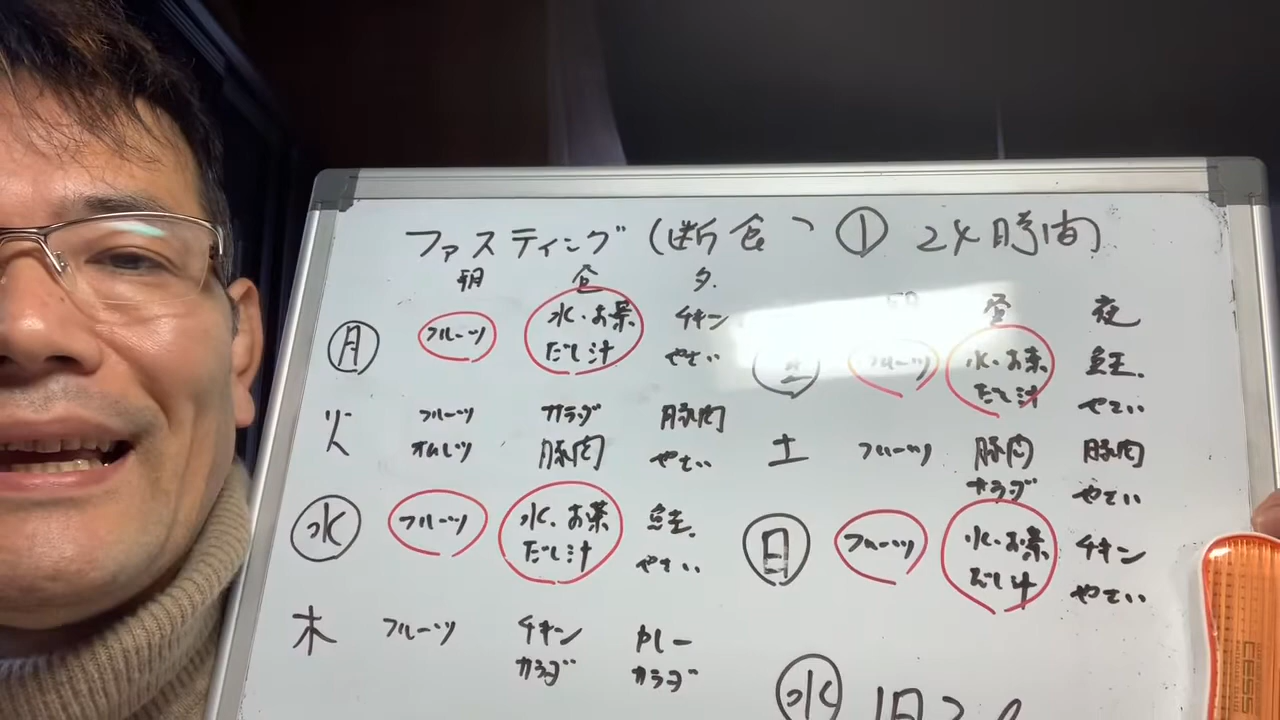 ファスティング (断食) ① 24時間
朝 昼 夕
月 フルーツ 水・お茶 チキン
だし汁 やさい
火 フルーツ サラダ 豚肉
オムレツ 豚肉 やさい
水 フルーツ 水・お茶 鮭
だし汁 やさい
木 フルーツ チキン カレー
サラダ サラダ
昼 夜
フルーツ 水・お茶 鮭
だし汁 やさい
土 フルーツ 豚肉 豚肉
サラダ やさい
日 フルーツ 水・お茶 チキン
だし汁 やさい
水 1日2ℓ
CESS